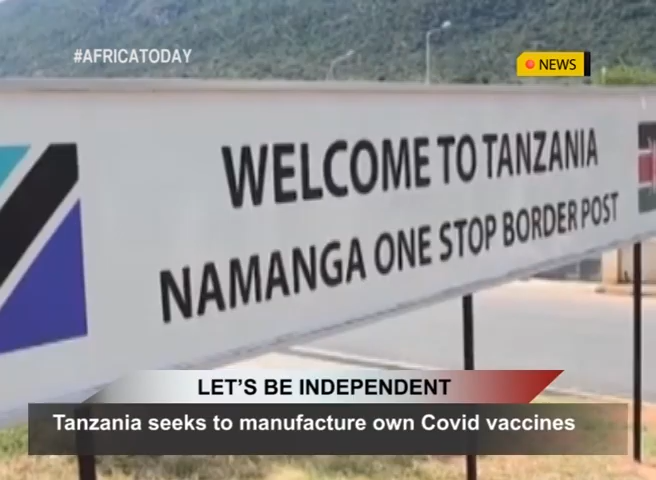 #AFRICATODAY
NEWS
WELCOME TO TANZANIA
NAMANGA ONE STOP BORDER POST
LET'S BE INDEPENDENT
Tanzania seeks to manufacture own Covid vaccines